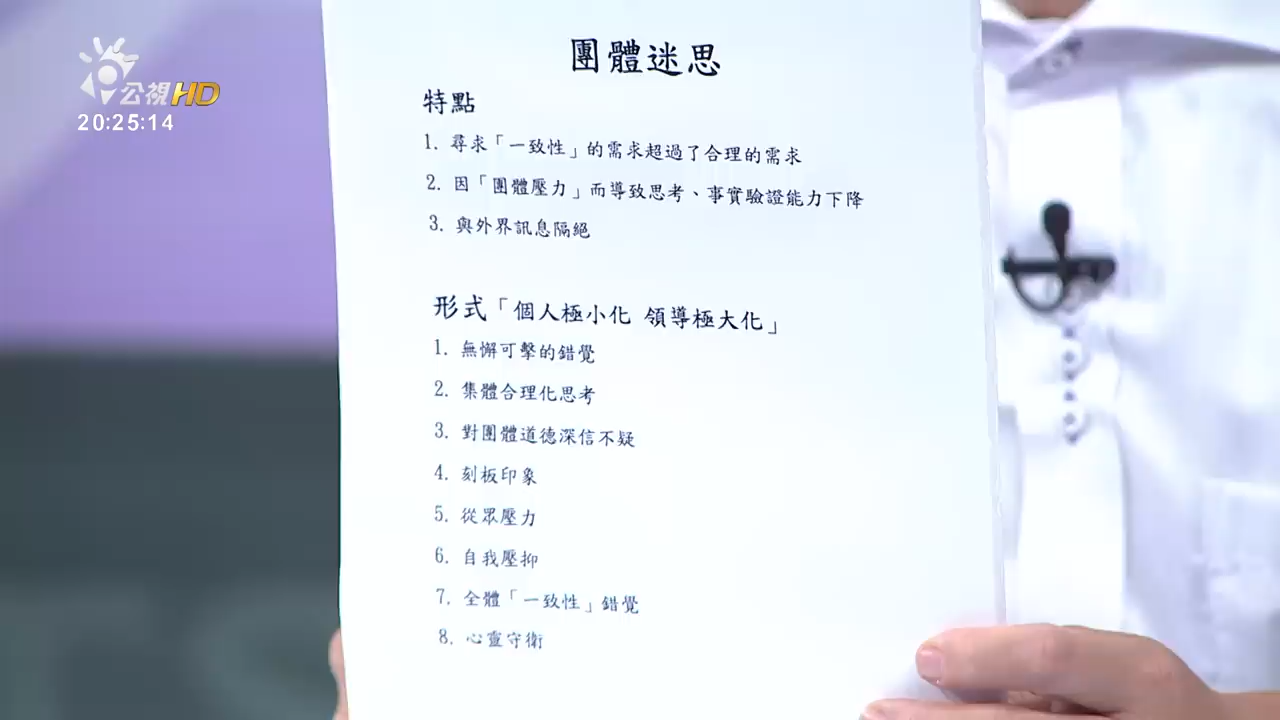 公視HD
20:25:14
團體迷思
特點
1. 尋求「一致性」的需求超過了合理的需求
2. 因「團體壓力」而導致思考、事實驗證能力下降
3. 與外界訊息隔絕
形式「個人極小化 領導極大化」
1. 無懈可擊的錯覺
2. 集體合理化思考
3. 對團體道德深信不疑
4. 刻板印象
5. 從眾壓力
6. 自我壓抑
7. 全體「一致性」錯覺
8. 心靈守衛